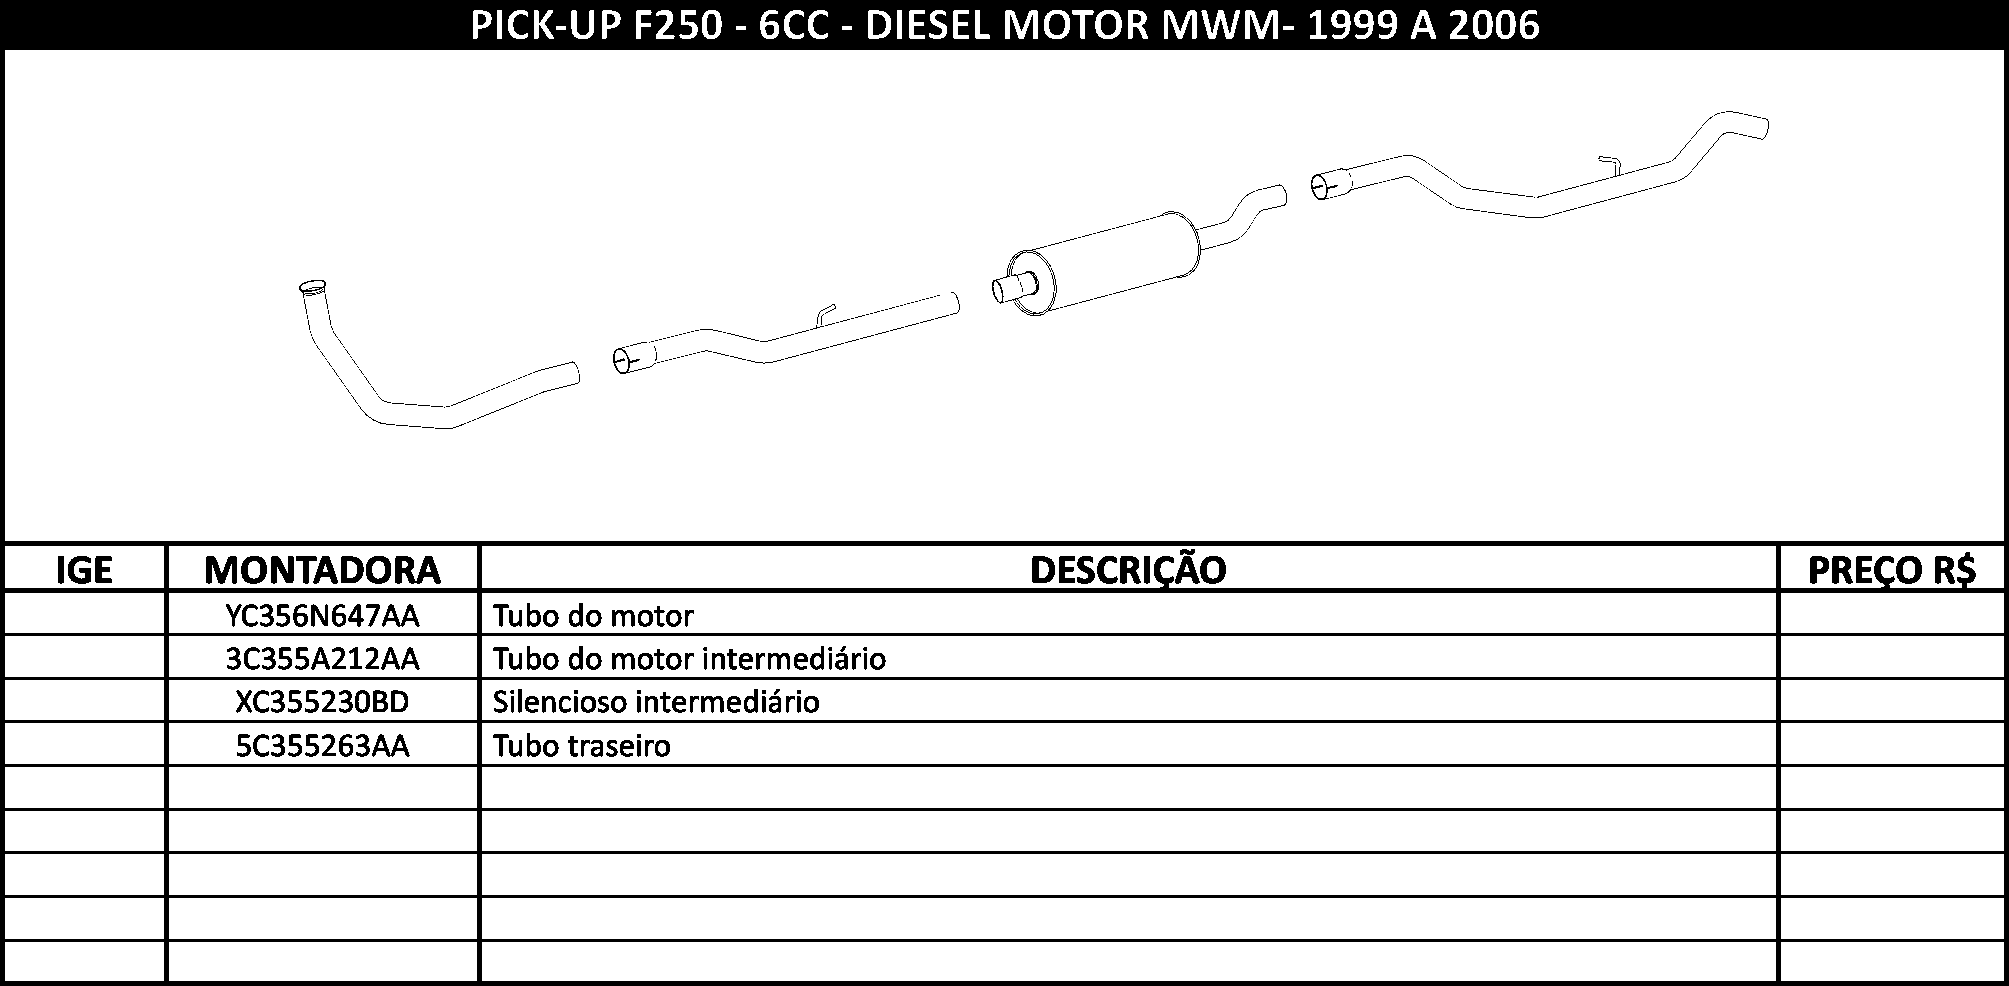 PICK-UP F250 - 6CC - DIESEL MOTOR MWM- 1999 A 2006
IGE MONTADORA DESCRIÇÃO PREÇO R$
YC356N647AA Tubo do motor
3C355A212AA Tubo do motor intermediário
XC355230BD Silencioso intermediário
5C355263AA Tubo traseiro